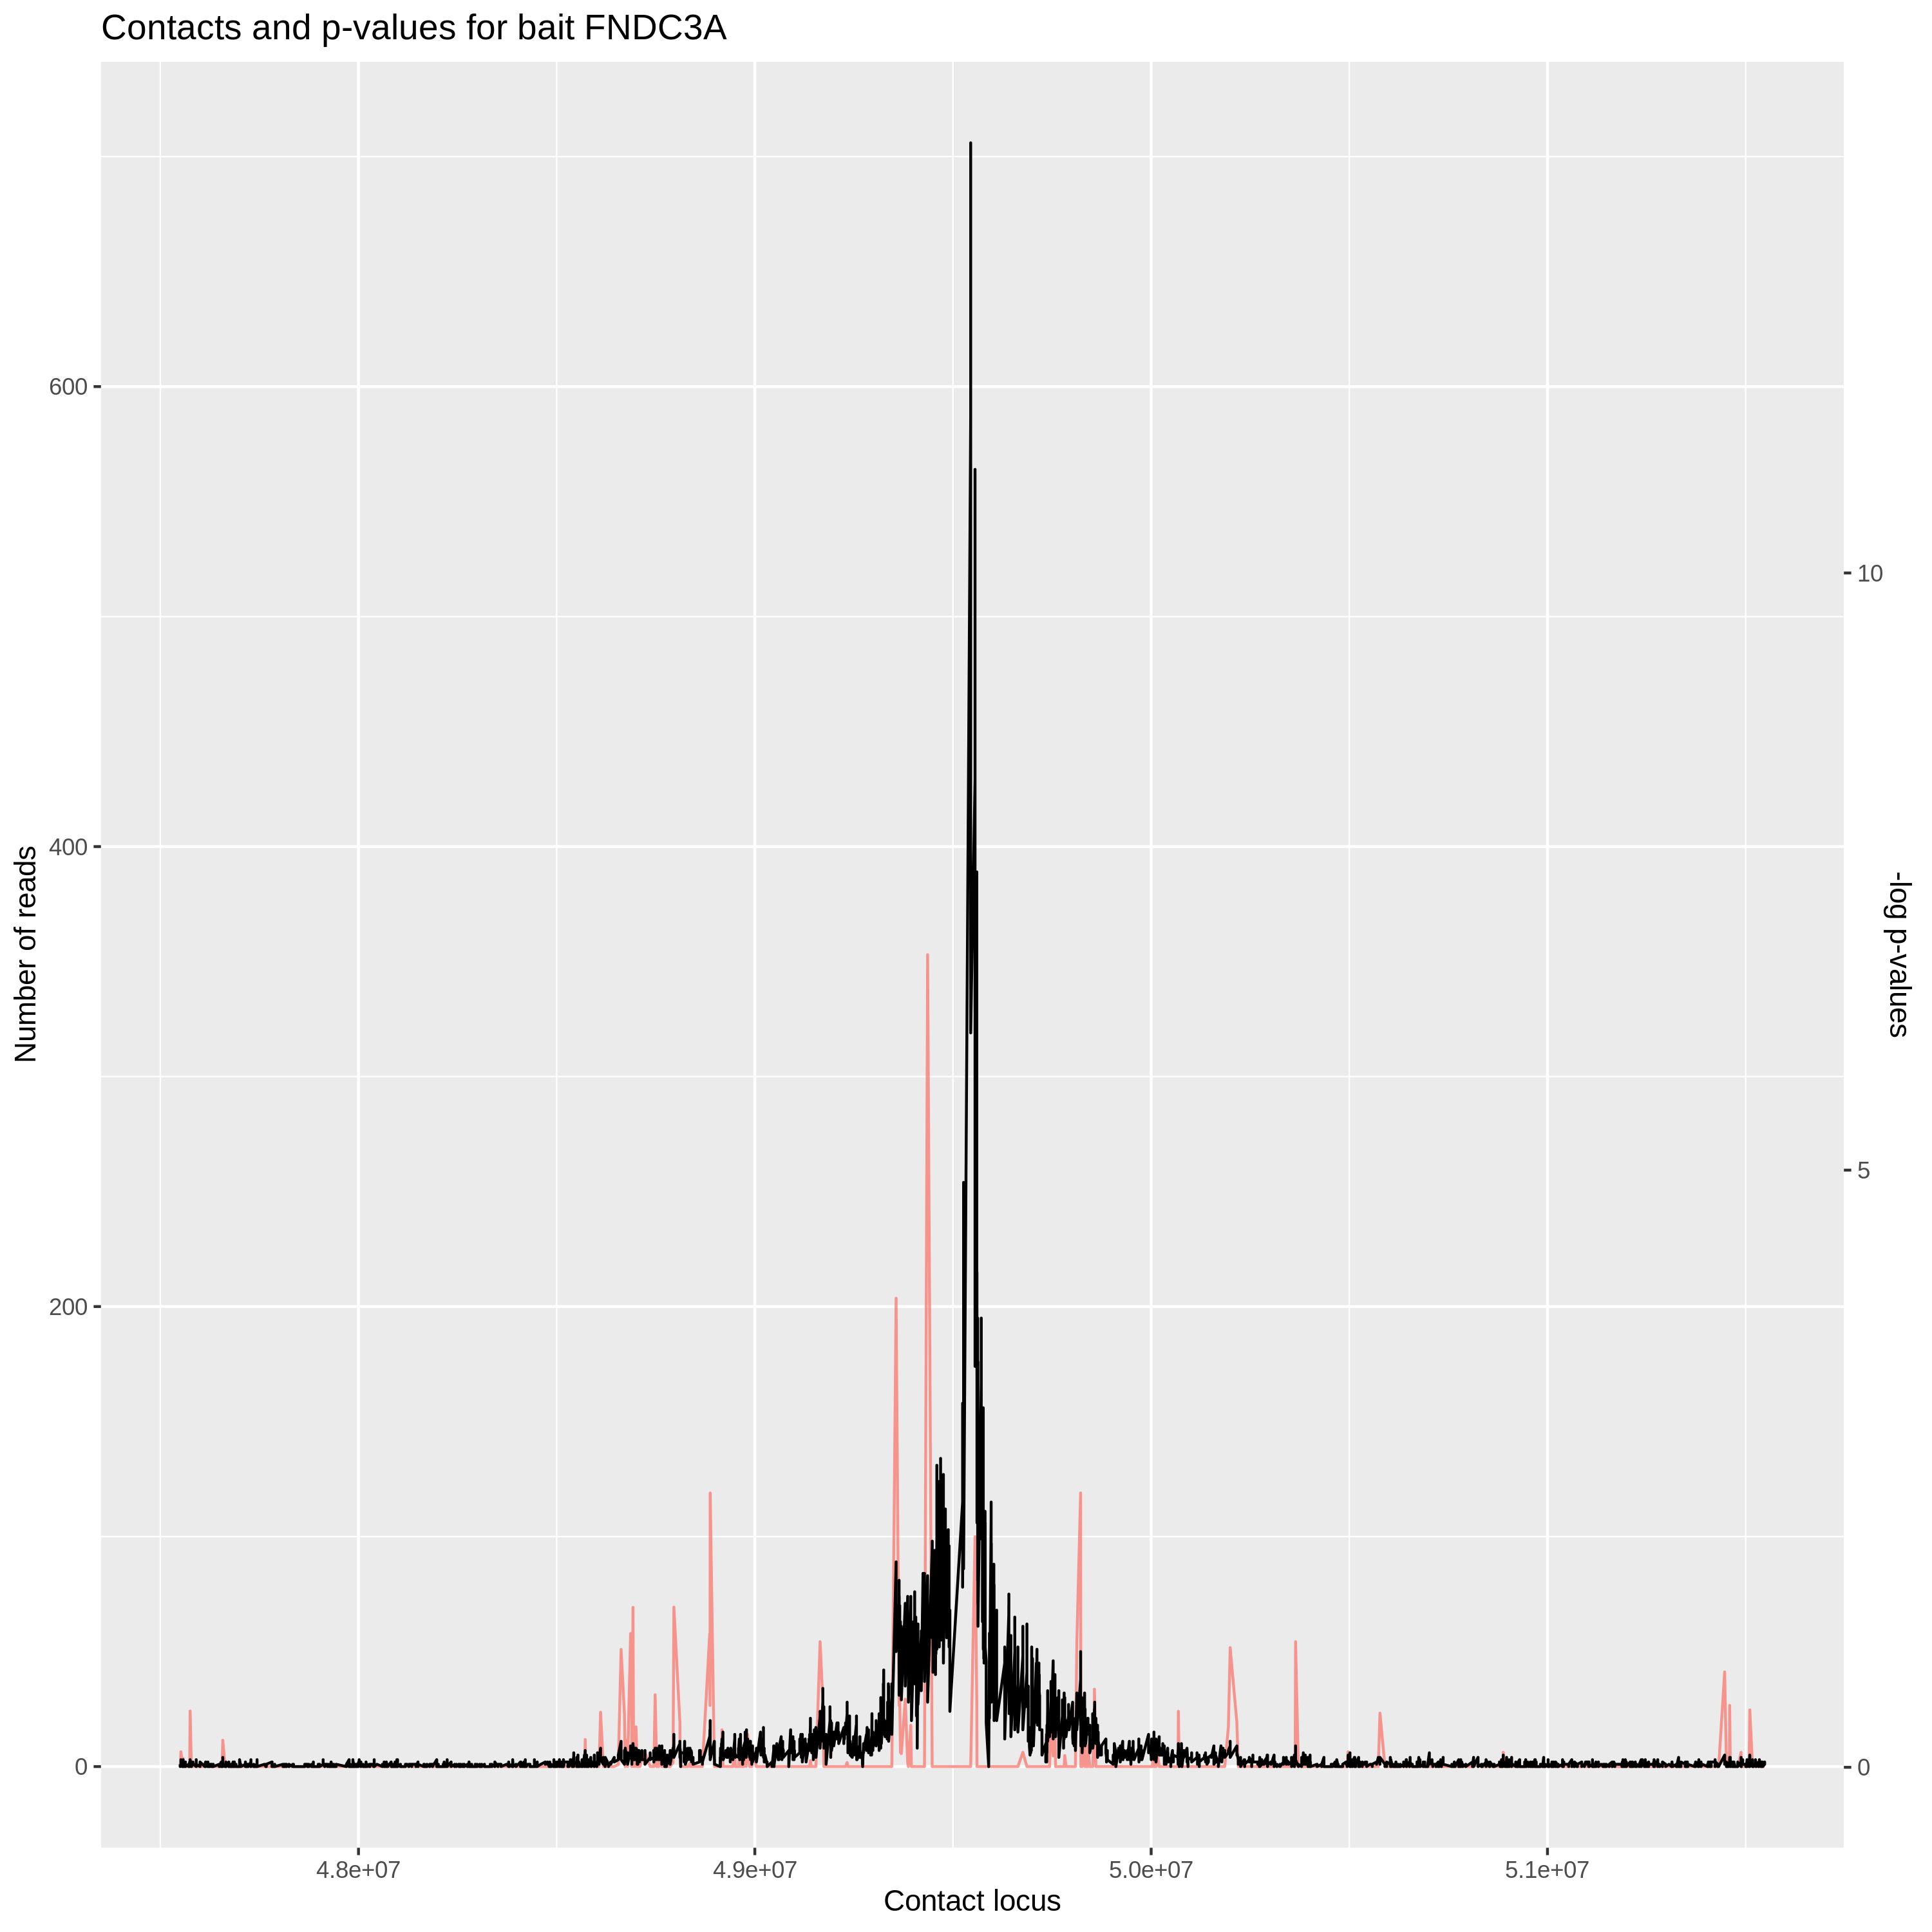 Contacts and p-values for bait FNDC3A
Number of reads
600
400
200
0
10
5
0
-log p-values
4.8e+07 4.9e+07 5.0e+07 5.1e+07
Contact locus